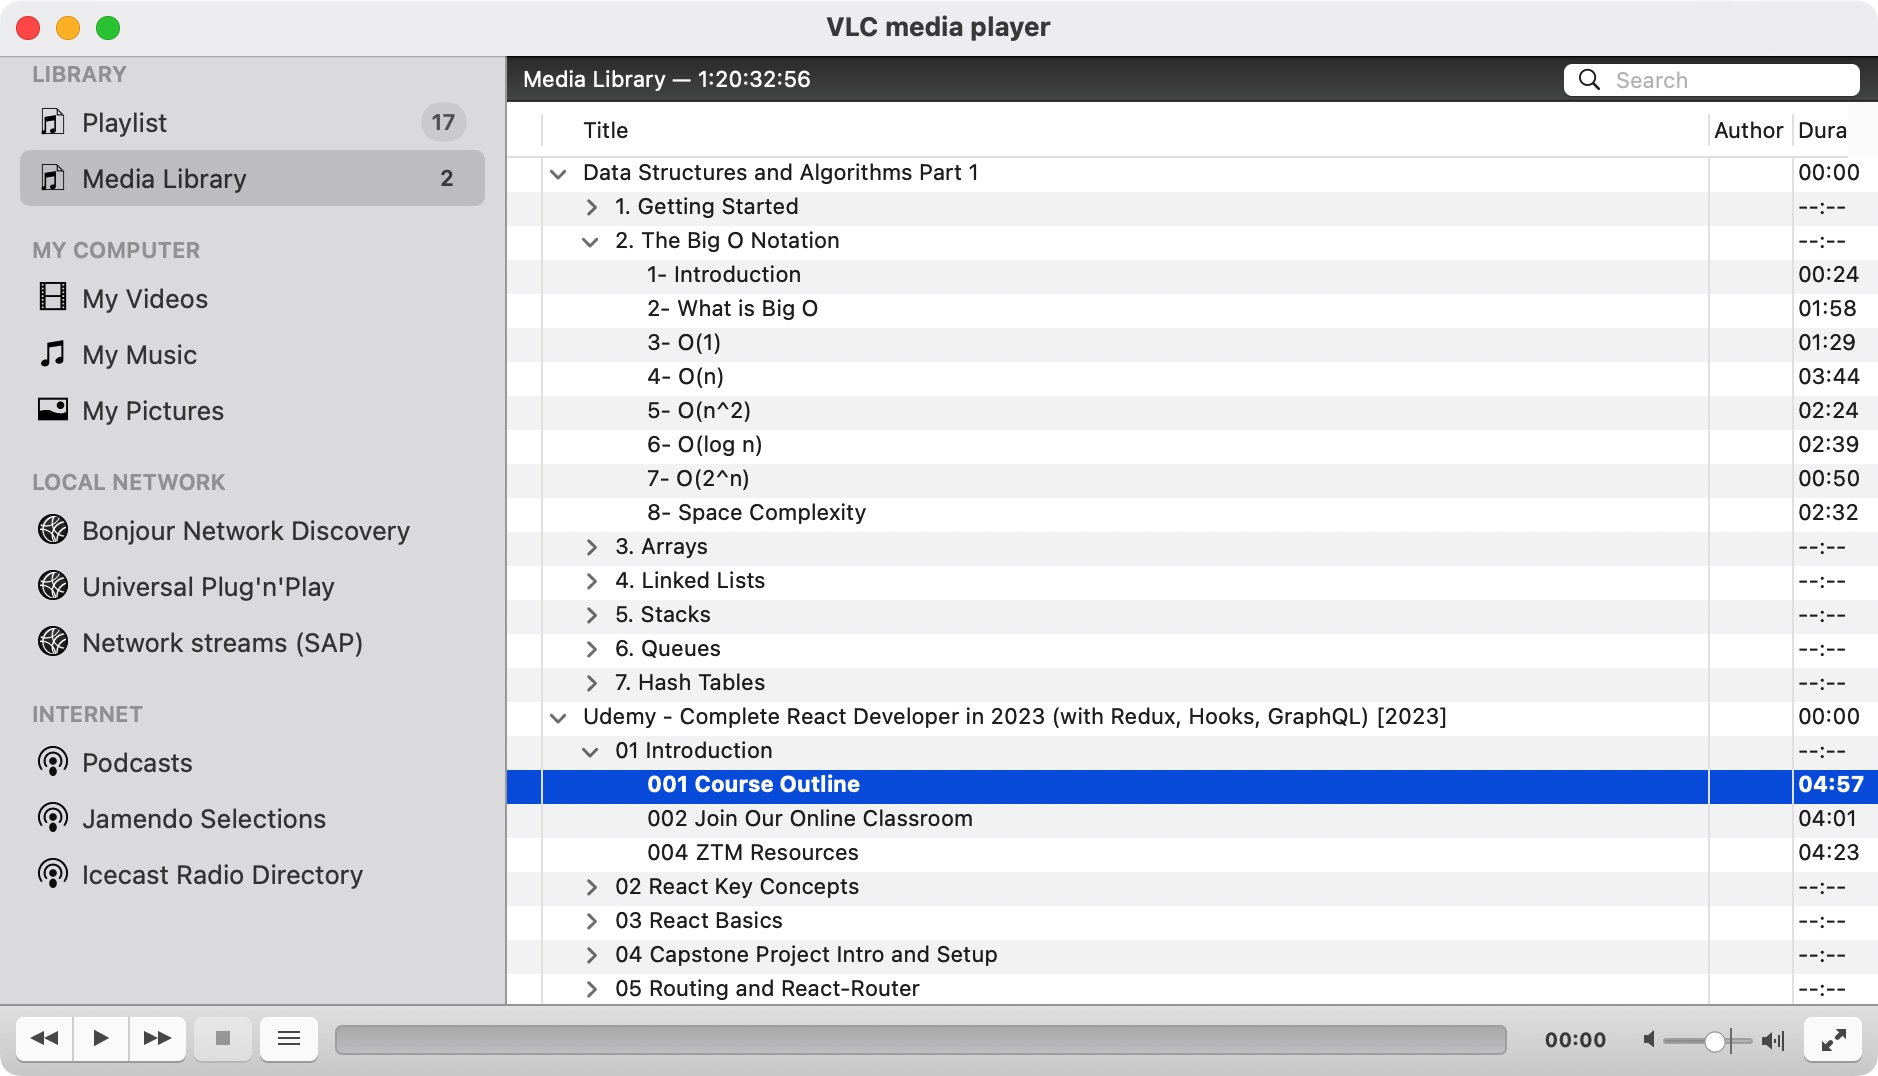 VLC media player
LIBRARY
Playlist 17
Media Library 2
MY COMPUTER
My Videos
My Music
My Pictures
LOCAL NETWORK
Bonjour Network Discovery
Universal Plug'n'Play
Network streams (SAP)
INTERNET
Podcasts
Jamendo Selections
Icecast Radio Directory
Media Library — 1:20:32:56 Search
Title Author Dura
Data Structures and Algorithms Part 1 00:00
1. Getting Started --:--
2. The Big O Notation --:--
1- Introduction 00:24
2- What is Big O 01:58
3- O(1) 01:29
4- O(n) 03:44
5- O(n^2) 02:24
6- O(log n) 02:39
7- O(2^n) 00:50
8- Space Complexity 02:32
3. Arrays --:--
4. Linked Lists --:--
5. Stacks --:--
6. Queues --:--
7. Hash Tables --:--
Udemy - Complete React Developer in 2023 (with Redux, Hooks, GraphQL) [2023] 00:00
01 Introduction --:--
001 Course Outline 04:57
002 Join Our Online Classroom 04:01
004 ZTM Resources 04:23
02 React Key Concepts --:--
03 React Basics --:--
04 Capstone Project Intro and Setup --:--
05 Routing and React-Router --:--
00:00